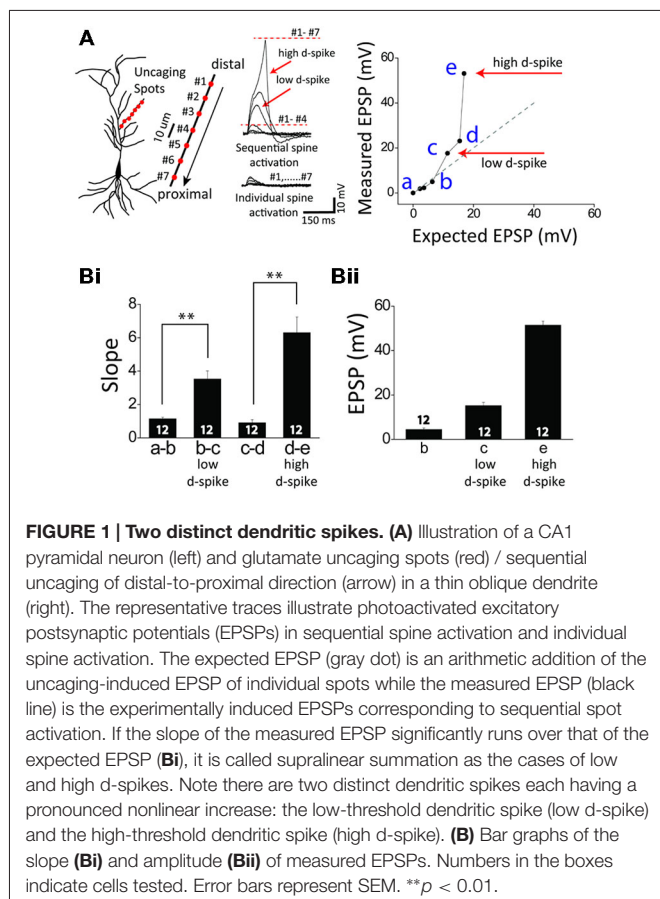 A
Uncaging
Spots
distal
#1
#2
#3
#4
#5
#6
#7
10 um
proximal
#1- #7
high d-spike
low d-spike
#1- #4
Sequential spine
activation
#1,......#7
Individual spine
activation
150 ms
10 mV
Measured EPSP (mV)
60
40
20
0
0 20 40 60
Expected EPSP (mV)
a
b
c
d
e
high d-spike
low d-spike
Bi
Slope
8
6
4
2
0
**
**
12 12 12 12
a-b b-c c-d d-e
low high
d-spike d-spike
Bii
EPSP (mV)
60
40
20
0
12 12 12
b c e
low high
d-spike d-spike
FIGURE 1 | Two distinct dendritic spikes. (A) Illustration of a CA1
pyramidal neuron (left) and glutamate uncaging spots (red) / sequential
uncaging of distal-to-proximal direction (arrow) in a thin oblique dendrite
(right). The representative traces illustrate photoactivated excitatory
postsynaptic potentials (EPSPs) in sequential spine activation and individual
spine activation. The expected EPSP (gray dot) is an arithmetic addition of the
uncaging-induced EPSP of individual spots while the measured EPSP (black
line) is the experimentally induced EPSPs corresponding to sequential spot
activation. If the slope of the measured EPSP significantly runs over that of the
expected EPSP (Bi), it is called supralinear summation as the cases of low
and high d-spikes. Note there are two distinct dendritic spikes each having a
pronounced nonlinear increase: the low-threshold dendritic spike (low d-spike)
and the high-threshold dendritic spike (high d-spike). (B) Bar graphs of the
slope (Bi) and amplitude (Bii) of measured EPSPs. Numbers in the boxes
indicate cells tested. Error bars represent SEM. **p < 0.01.